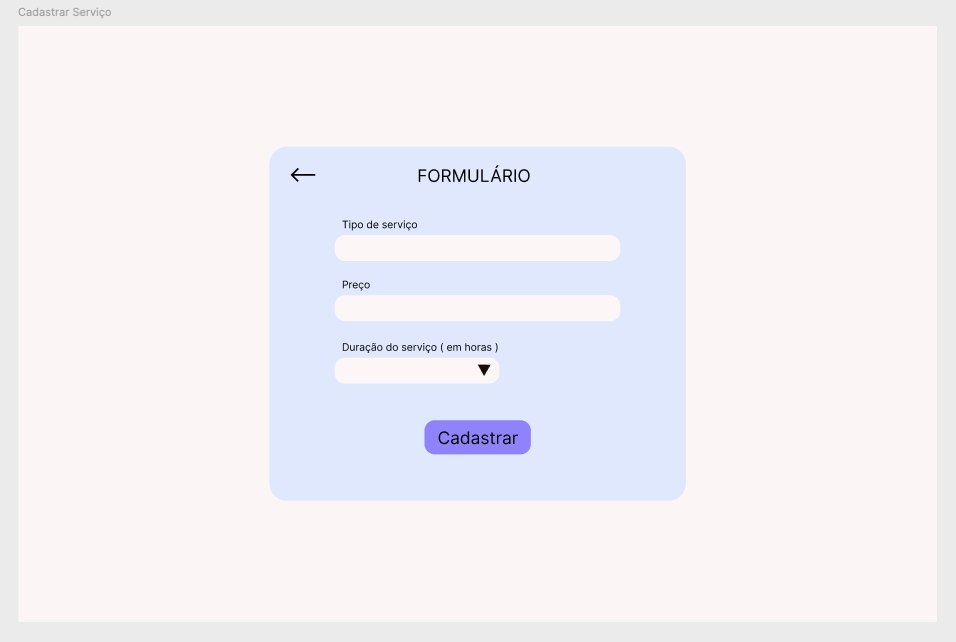 Cadastrar Serviço
FORMULÁRIO
Tipo de serviço
Preço
Duração do serviço ( em horas )
Cadastrar